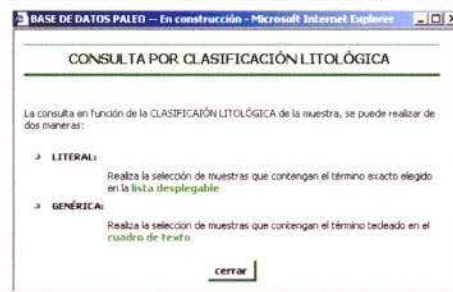 BASE DE DATOS PALEO -- En construcción - Microsoft Internet Explorer
CONSULTA POR CLASIFICACIÓN LITOLÓGICA
La consulta en función de la CLASIFICAIÓN LITOLÓGICA de la muestra, se puede realizar de
dos maneras:
LITERAL:
Realiza la selección de muestras que contengan el término exacto elegido
en la lista desplegable
GENÉRICA:
Realiza la selección de muestras que contengan el término tecleado en el
cuadro de texto
cerrar